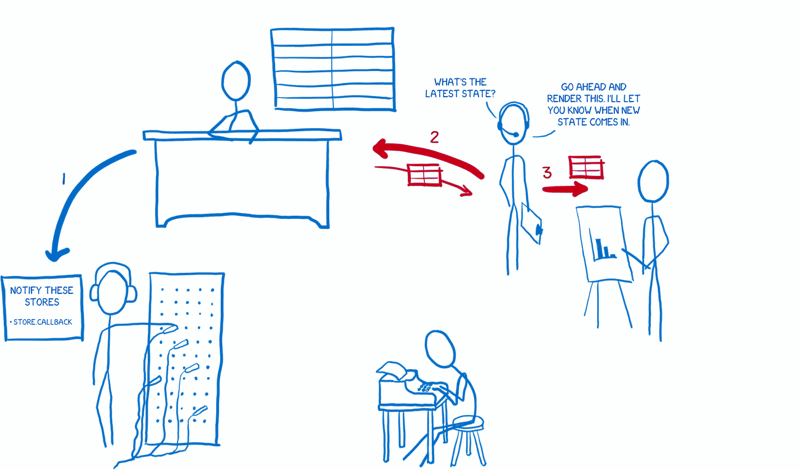 WHAT'S THE
LATEST STATE?
GO AHEAD AND
RENDER THIS. I'LL LET
YOU KNOW WHEN NEW
STATE COMES IN.
2
3
1
NOTIFY THESE
STORES
• STORE.CALLBACK